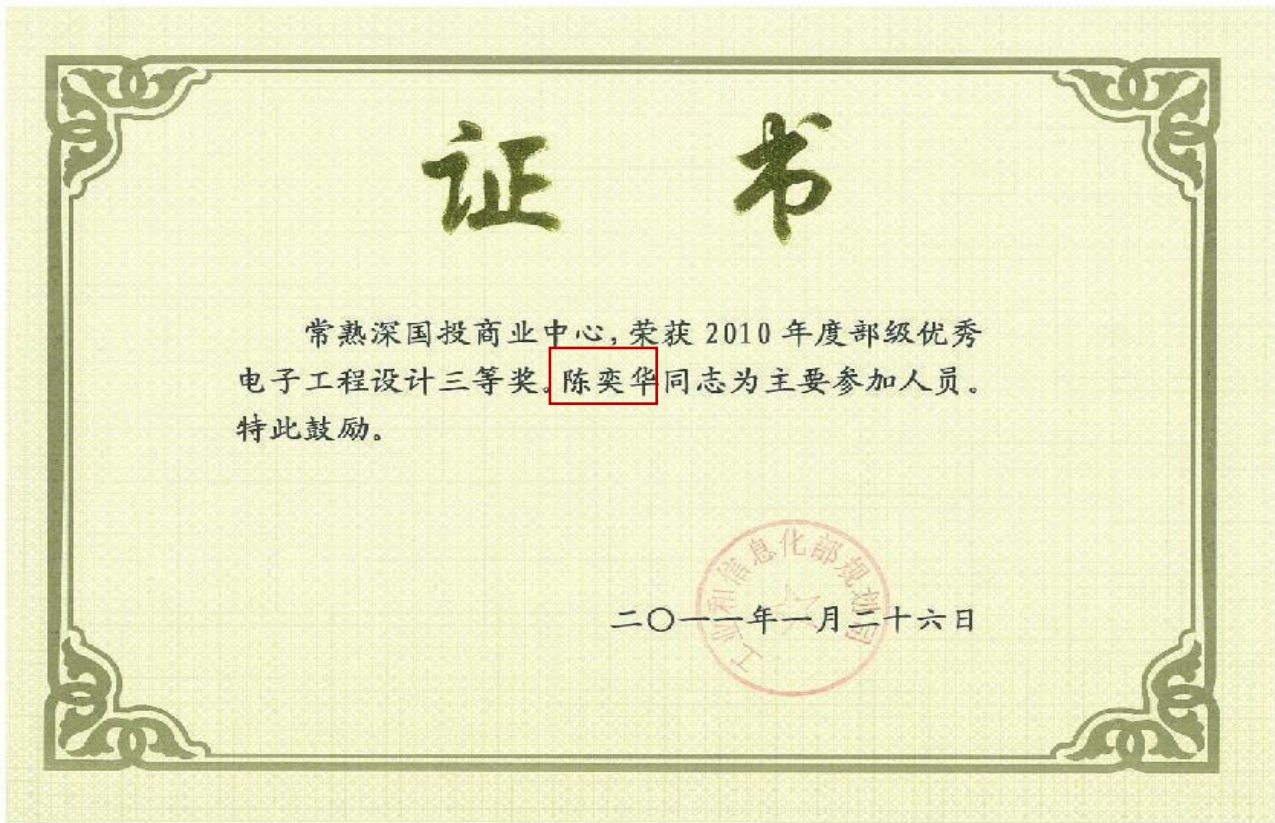 证 书
常熟深国投商业中心,荣获 2010 年度部级优秀
电子工程设计三等奖。陈奕华同志为主要参加人员。
特此鼓励。
工业和信息化部规划司
二〇一一年一月二十六日